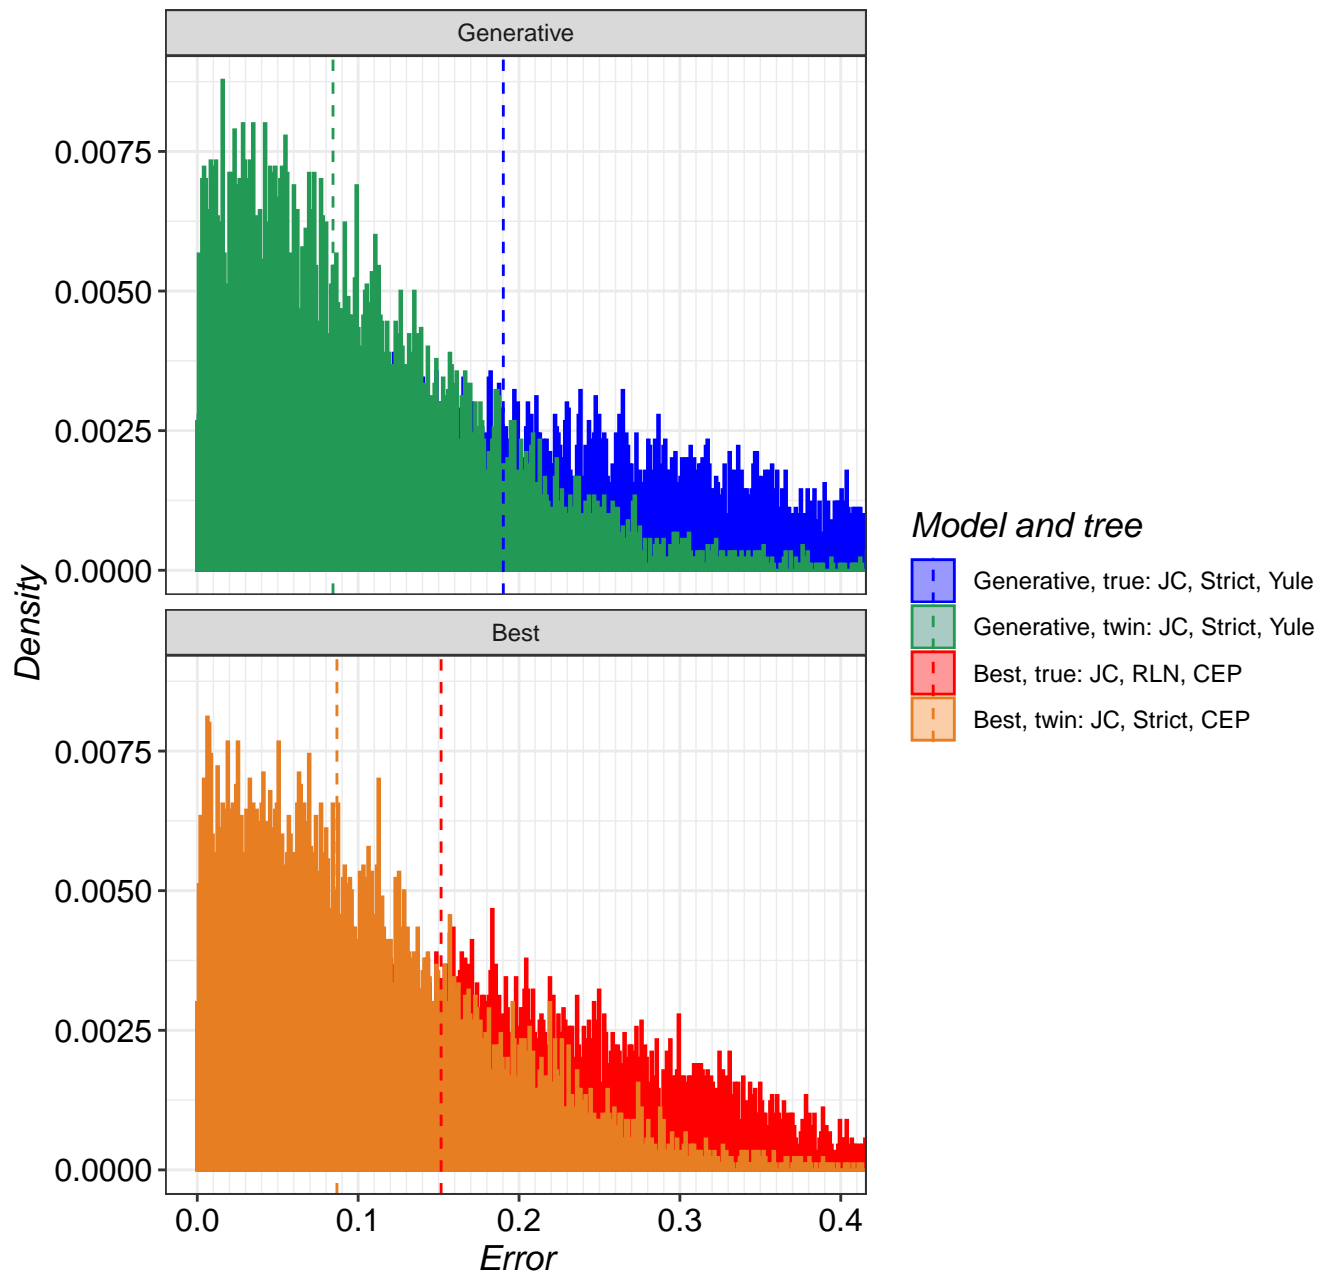 Generative
0.0075
0.0050
0.0025
0.0000
Density
Best
0.0075
0.0050
0.0025
0.0000
0.0 0.1 0.2 0.3 0.4
Error
Model and tree
Generative, true: JC, Strict, Yule
Generative, twin: JC, Strict, Yule
Best, true: JC, RLN, CEP
Best, twin: JC, Strict, CEP